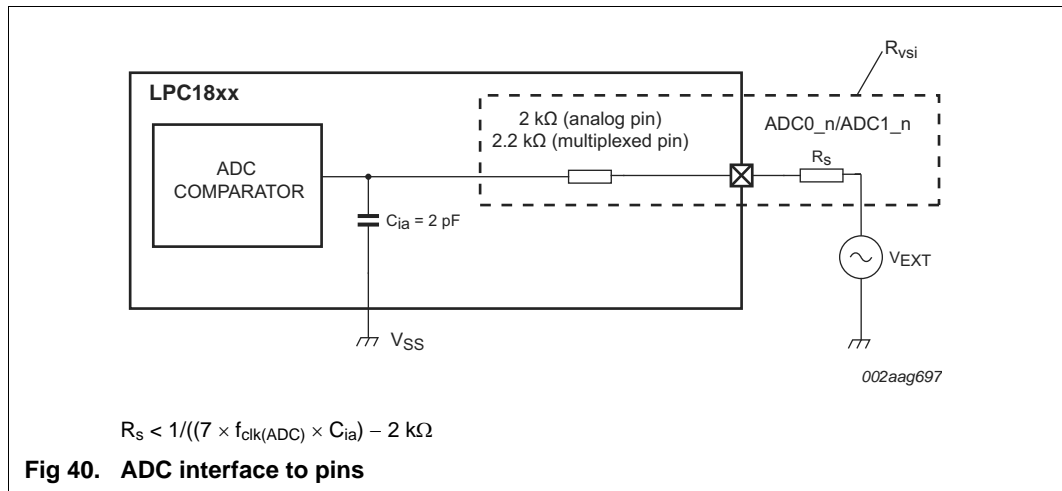 R_vsi
LPC18xx
2 kΩ (analog pin)
2.2 kΩ (multiplexed pin)
ADC0_n/ADC1_n
R_s
ADC
COMPARATOR
C_ia = 2 pF
V_EXT
V_SS
002aag697
R_s < 1/((7 × f_clk(ADC) × C_ia) − 2 kΩ
Fig 40. ADC interface to pins